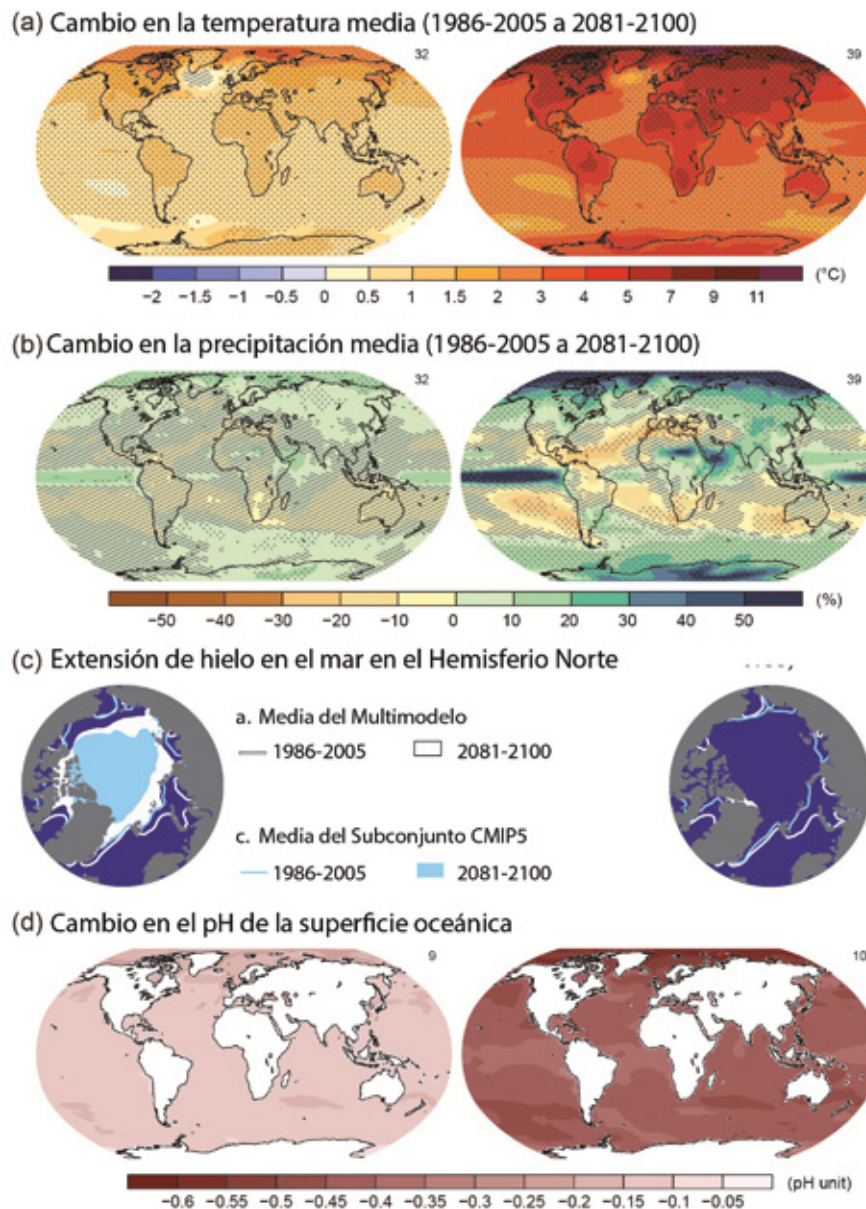 (a) Cambio en la temperatura media (1986-2005 a 2081-2100)
32
39
−2 −1.5 −1 −0.5 0 0.5 1 1.5 2 3 4 5 7 9 11 (°C)
(b) Cambio en la precipitación media (1986-2005 a 2081-2100)
32
39
−50 −40 −30 −20 −10 0 10 20 30 40 50 (%)
(c) Extensión de hielo en el mar en el Hemisferio Norte
a. Media del Multimodelo
1986-2005 2081-2100
c. Media del Subconjunto CMIP5
1986-2005 2081-2100
(d) Cambio en el pH de la superficie oceánica
9
10
−0.6 −0.55 −0.5 −0.45 −0.4 −0.35 −0.3 −0.25 −0.2 −0.15 −0.1 −0.05 (pH unit)